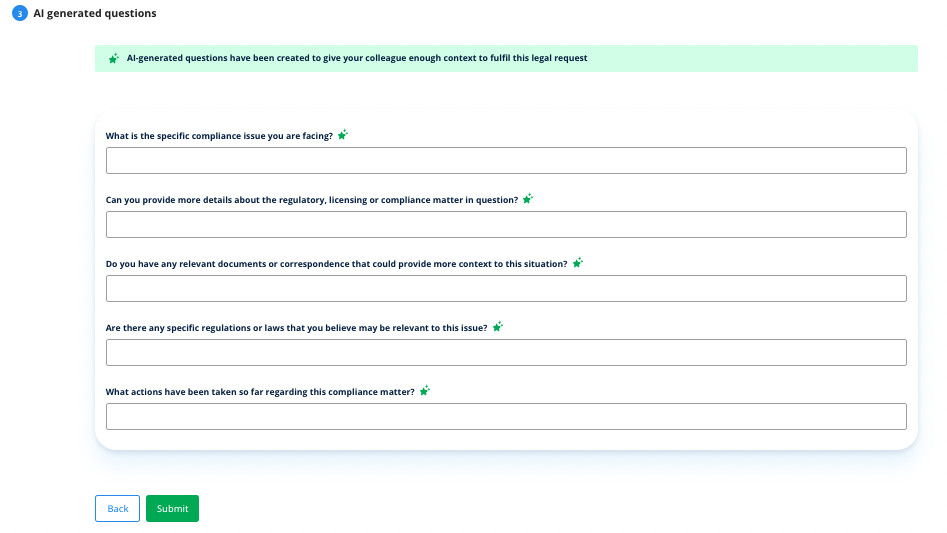 3 AI generated questions
AI-generated questions have been created to give your colleague enough context to fulfil this legal request
What is the specific compliance issue you are facing?
Can you provide more details about the regulatory, licensing or compliance matter in question?
Do you have any relevant documents or correspondence that could provide more context to this situation?
Are there any specific regulations or laws that you believe may be relevant to this issue?
What actions have been taken so far regarding this compliance matter?
Back Submit